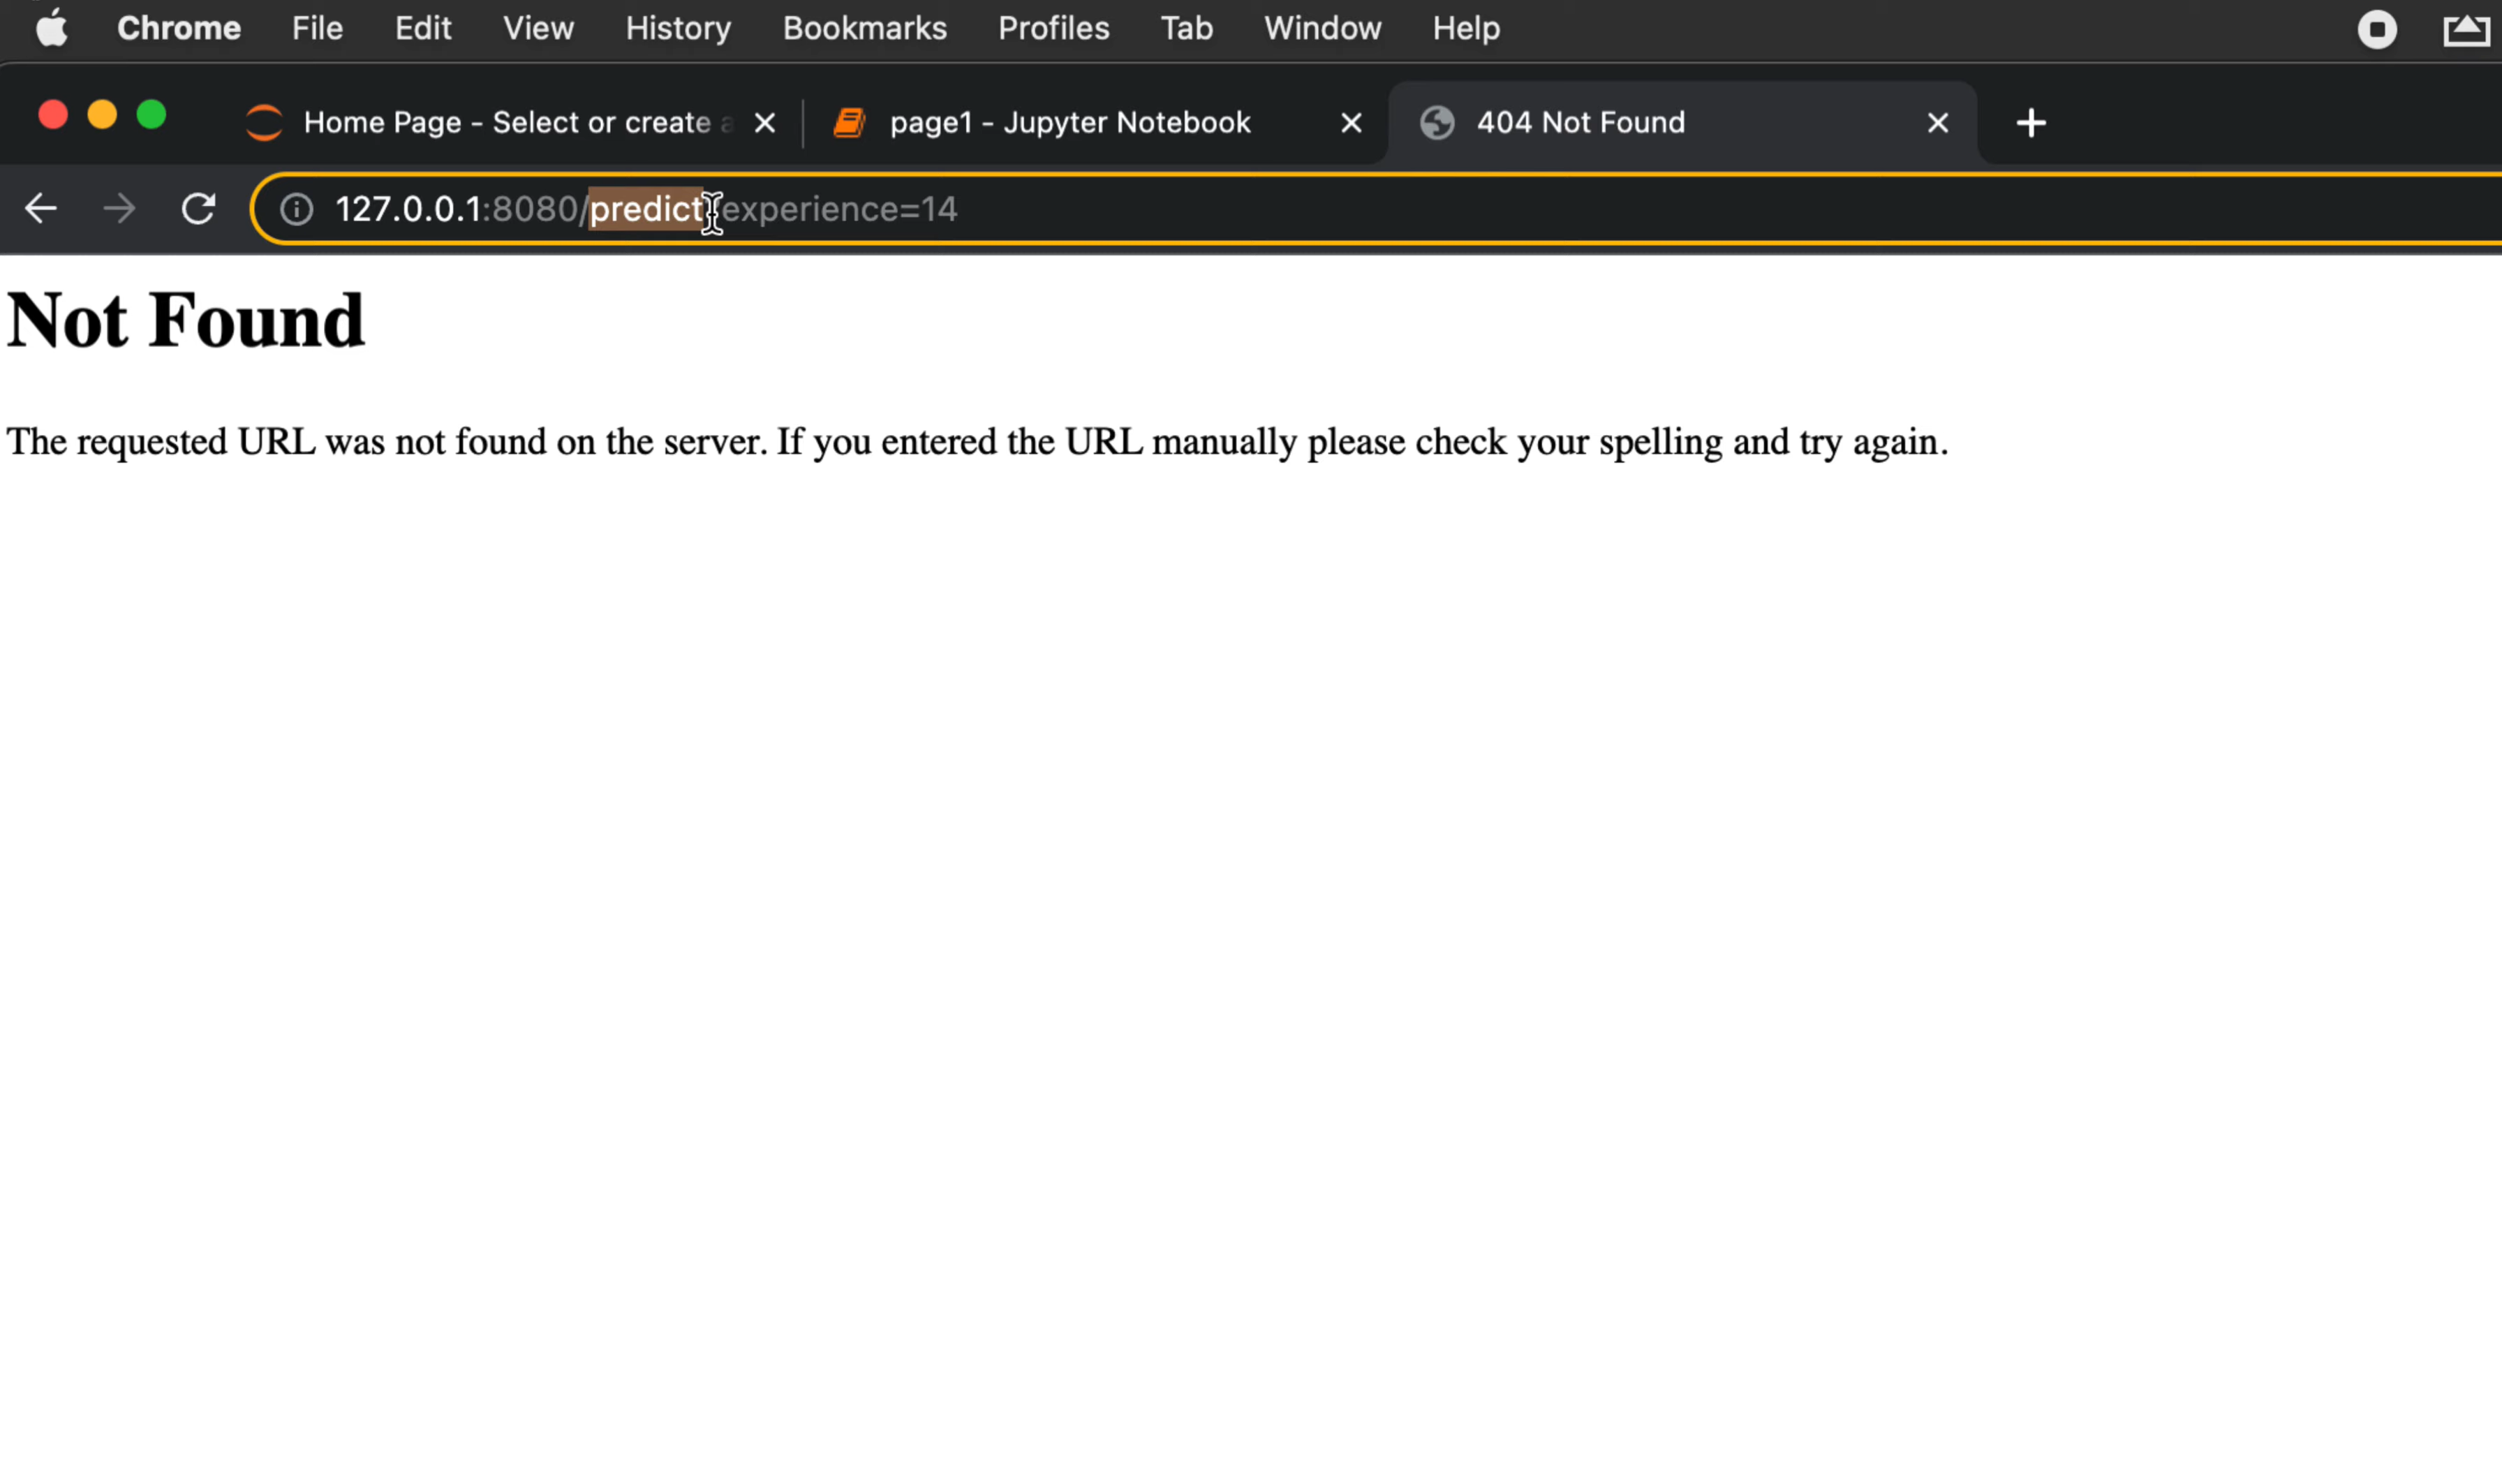 Chrome File Edit View History Bookmarks Profiles Tab Window Help
Home Page - Select or create page1 - Jupyter Notebook 404 Not Found
127.0.0.1:8080/predict experience=14
Not Found
The requested URL was not found on the server. If you entered the URL manually please check your spelling and try again.